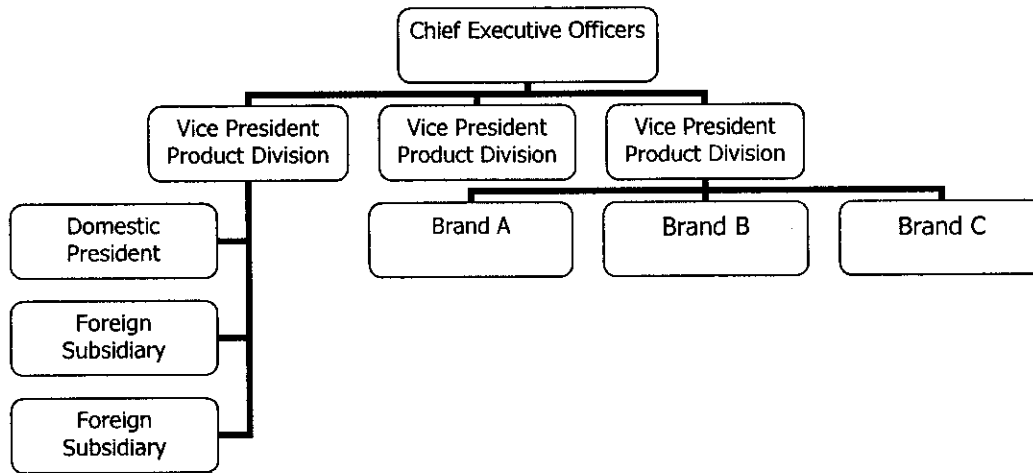 Chief Executive Officers
Vice President
Product Division
Vice President
Product Division
Vice President
Product Division
Domestic
President
Foreign
Subsidiary
Foreign
Subsidiary
Brand A
Brand B
Brand C